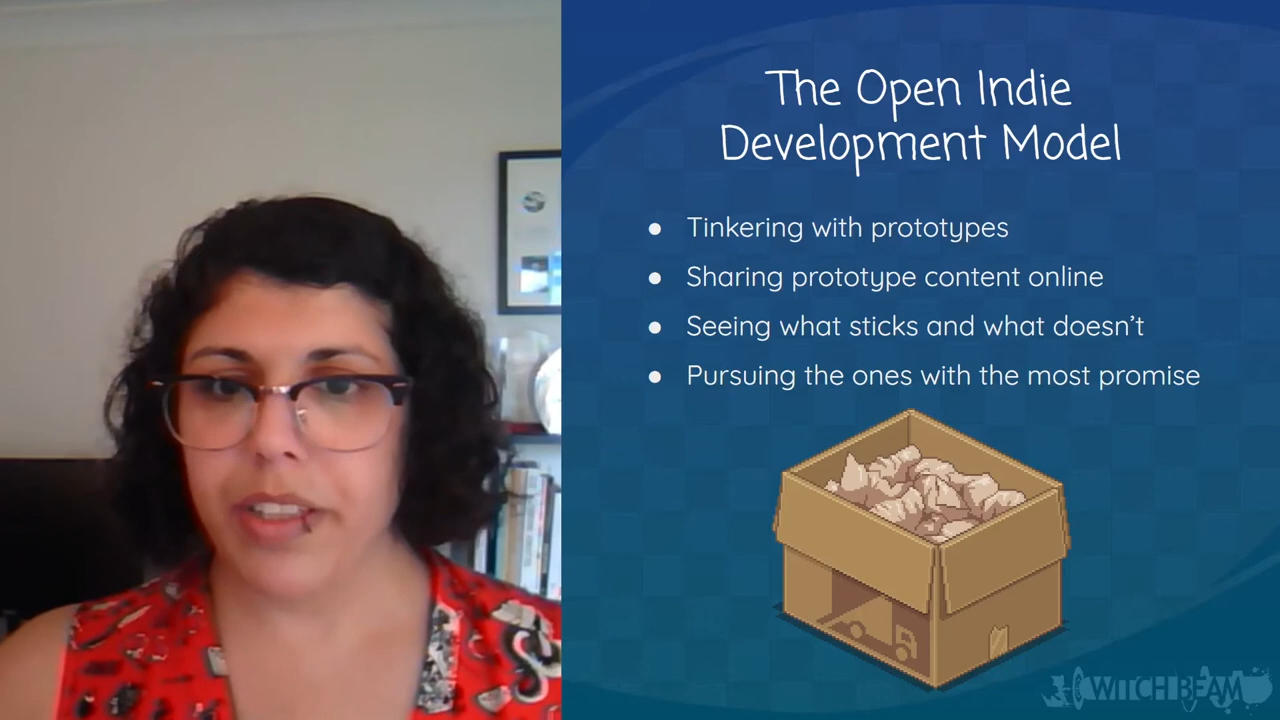 The Open Indie
Development Model
● Tinkering with prototypes
● Sharing prototype content online
● Seeing what sticks and what doesn’t
● Pursuing the ones with the most promise
WITCH BEAM